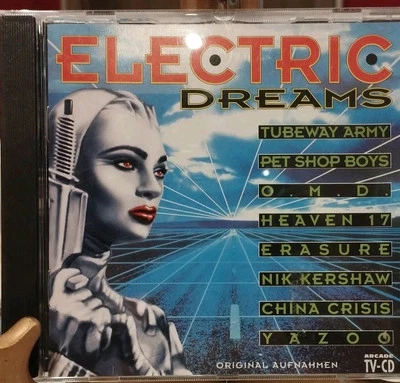 ELECTRIC
DREAMS
TUBEWAY ARMY
PET SHOP BOYS
O. M. D.
HEAVEN 17
ERASURE
NIK KERSHAW
CHINA CRISIS
YAZOO
ORIGINAL AUFNAHMEN
ARCADE
TV-CD